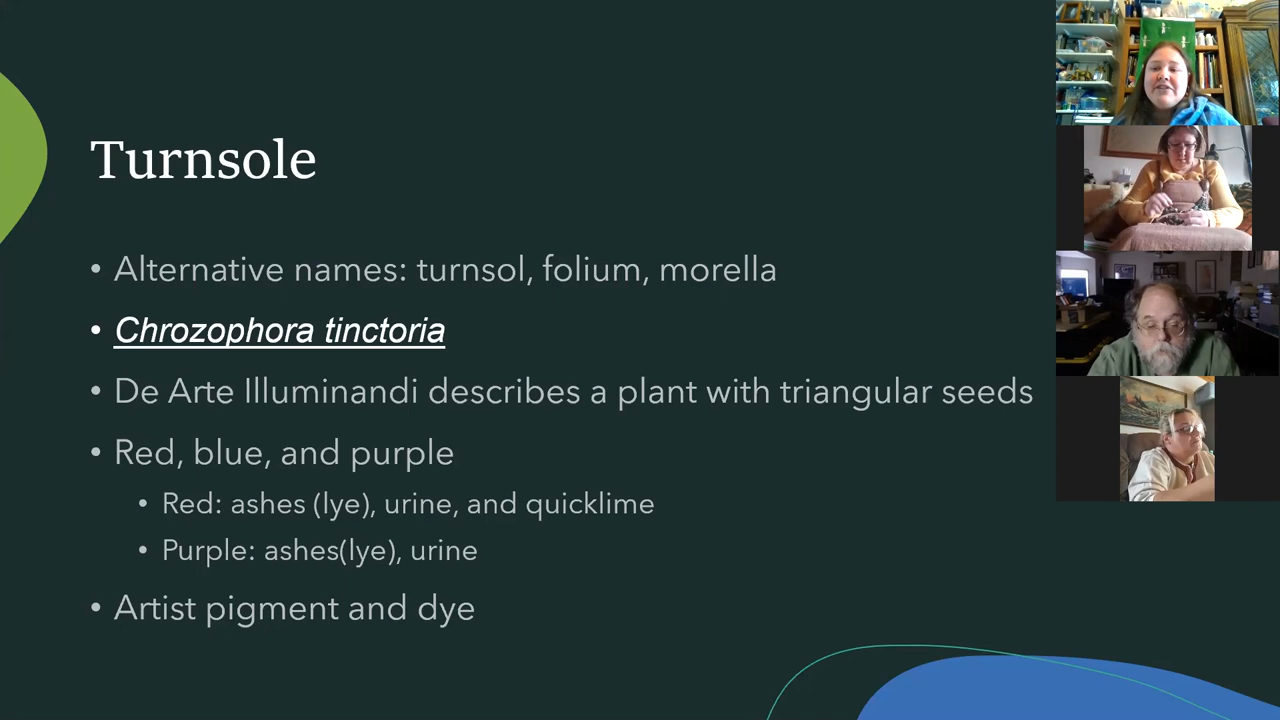 Turnsole
• Alternative names: turnsol, folium, morella
• Chrozophora tinctoria
• De Arte Illuminandi describes a plant with triangular seeds
• Red, blue, and purple
• Red: ashes (lye), urine, and quicklime
• Purple: ashes(lye), urine
• Artist pigment and dye